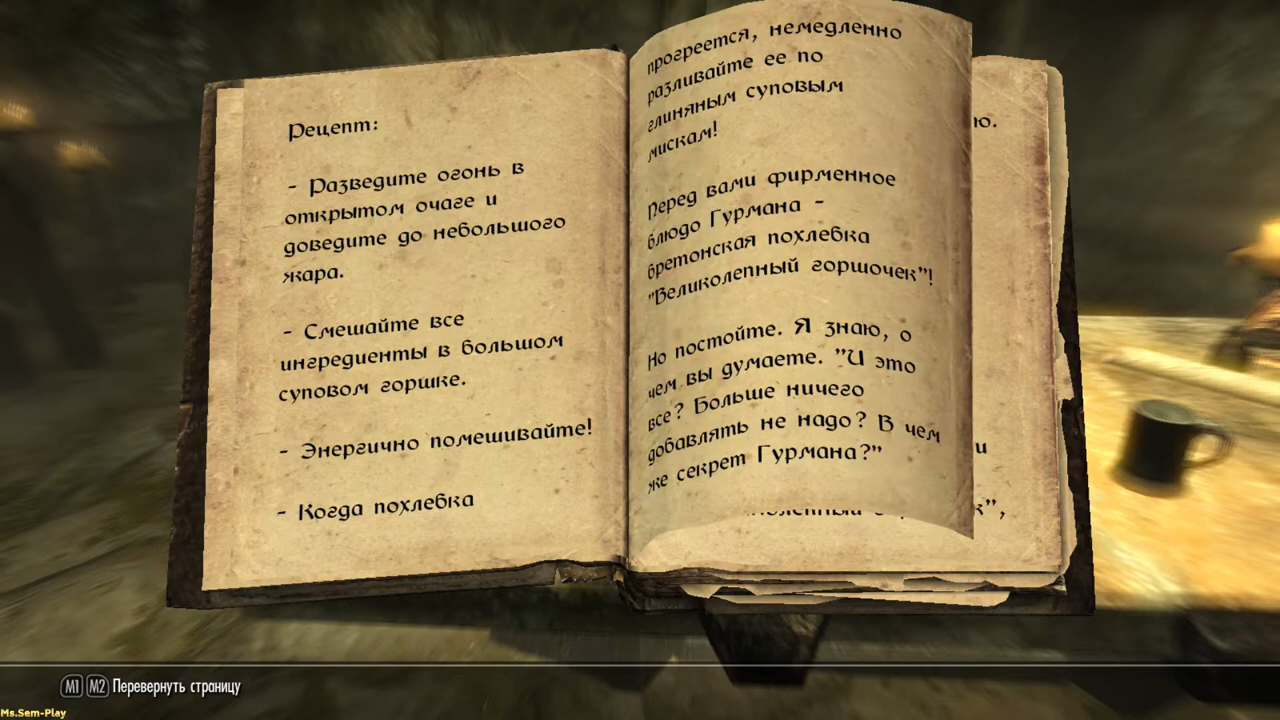 Рецепт:
- Разведите огонь в
открытом очаге и
доведите до небольшого
жара.
- Смешайте все
ингредиенты в большом
суповом горшке.
- Энергично помешивайте!
- Когда похлебка
прогреется, немедленно
разливайте ее по
глиняным суповым
мискам!
Перед вами фирменное
блюдо Гурмана -
бретонская похлебка
"Великолепный горшочек"!
Но постойте. Я знаю, о
чем вы думаете. "И это
все? Больше ничего
добавлять не надо? В чем
же секрет Гурмана?"
M1 M2 Перевернуть страницу
Ms.Sem-Play